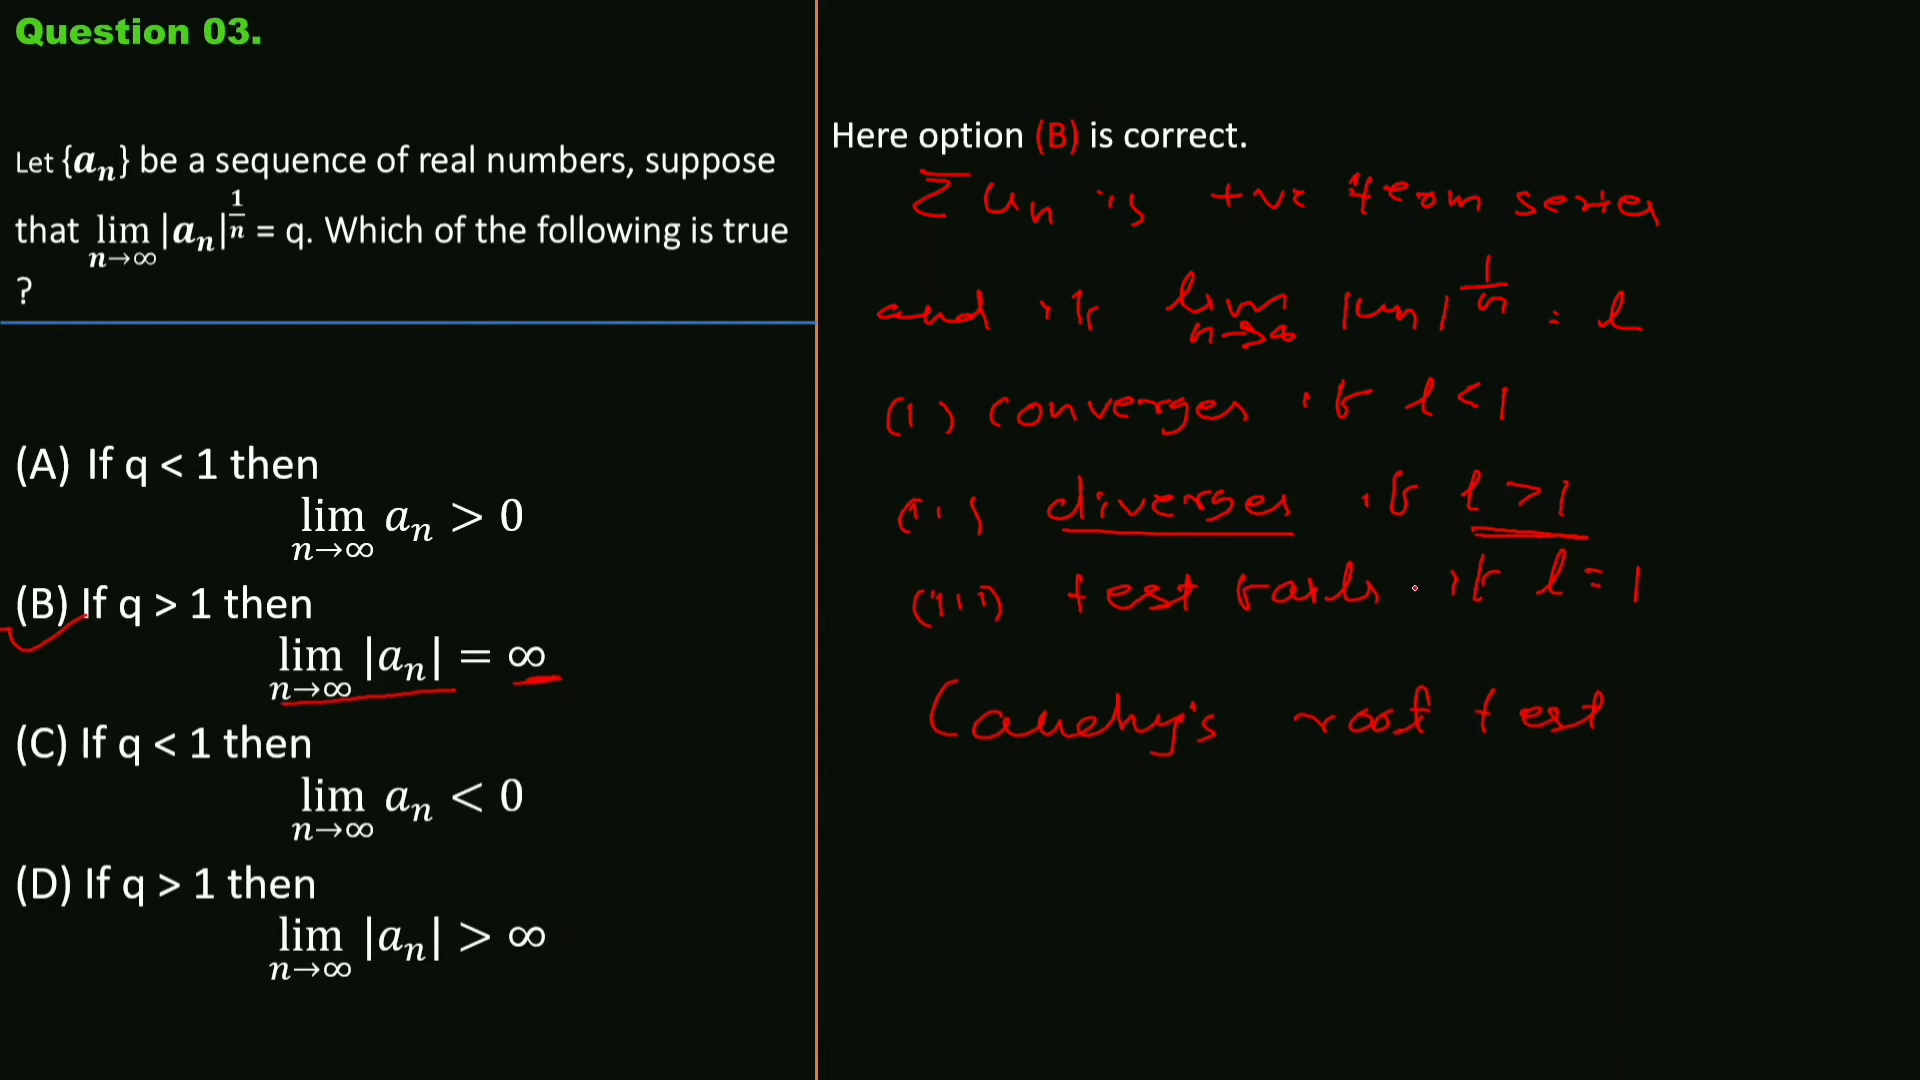 Question 03.
Let {aₙ} be a sequence of real numbers, suppose
that lim n→∞ |aₙ|^(1/n) = q. Which of the following is true
?
(A) If q < 1 then
lim n→∞ aₙ > 0
(B) If q > 1 then
lim n→∞ |aₙ| = ∞
(C) If q < 1 then
lim n→∞ aₙ < 0
(D) If q > 1 then
lim n→∞ |aₙ| > ∞
Here option (B) is correct.
Σuₙ is +ve term series
and if lim n→∞ |uₙ|^(1/n) = l
(i) converges if l < 1
(ii) diverges if l > 1
(iii) test fails if l = 1
Cauchy's root test